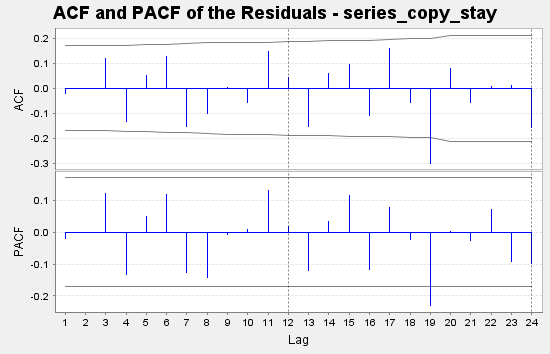 ACF and PACF of the Residuals - series_copy_stay
0.2
0.1
0.0
-0.1
-0.2
-0.3
ACF
0.1
0.0
-0.1
-0.2
PACF
1 2 3 4 5 6 7 8 9 10 11 12 13 14 15 16 17 18 19 20 21 22 23 24
Lag